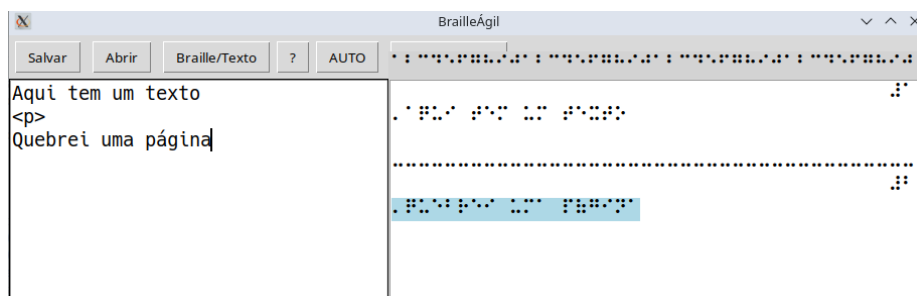 BrailleÁgil
Salvar Abrir Braille/Texto ? AUTO ⠁⠃⠉⠙⠑⠋⠛⠓⠊⠚⠁⠃⠉⠙⠑⠋⠛⠓⠊⠚⠁⠃⠉⠙⠑⠋⠛⠓⠊⠚⠁⠃⠉⠙⠑⠋⠛⠓⠊⠚
Aqui tem um texto
<p>
Quebrei uma página
⠼⠁
⠠⠁⠟⠥⠊ ⠞⠑⠍ ⠥⠍ ⠞⠑⠭⠞⠕
⠤⠤⠤⠤⠤⠤⠤⠤⠤⠤⠤⠤⠤⠤⠤⠤⠤⠤⠤⠤⠤⠤⠤⠤⠤⠤⠤⠤⠤⠤⠤⠤⠤⠤⠤⠤⠤⠤⠤⠤
⠼⠃
⠠⠟⠥⠑⠃⠗⠑⠊ ⠥⠍⠁ ⠏⠷⠛⠊⠝⠁